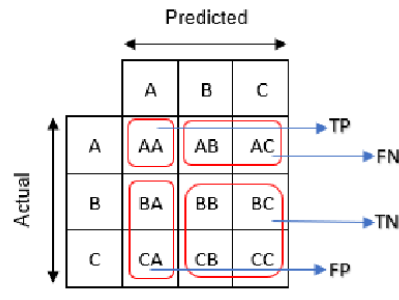 Predicted
A B C
TP
A AA AB AC
FN
Actual
B BA BB BC
TN
C CA CB CC
FP